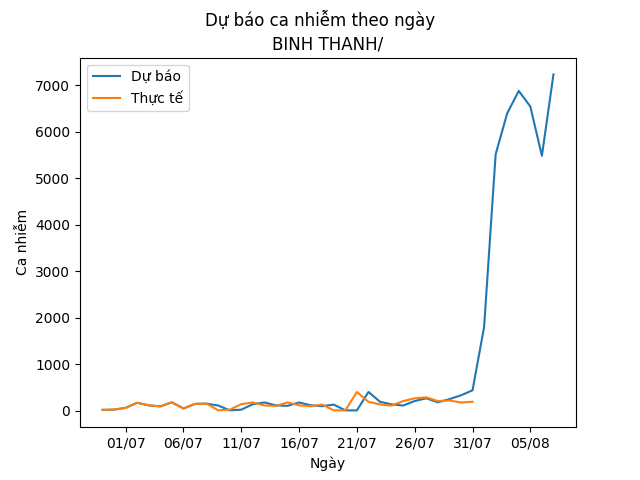 Dự báo ca nhiễm theo ngày
BINH THANH/
Dự báo
Thực tế
7000
6000
5000
4000
3000
2000
1000
0
Ca nhiễm
01/07
06/07
11/07
16/07
21/07
26/07
31/07
05/08
Ngày